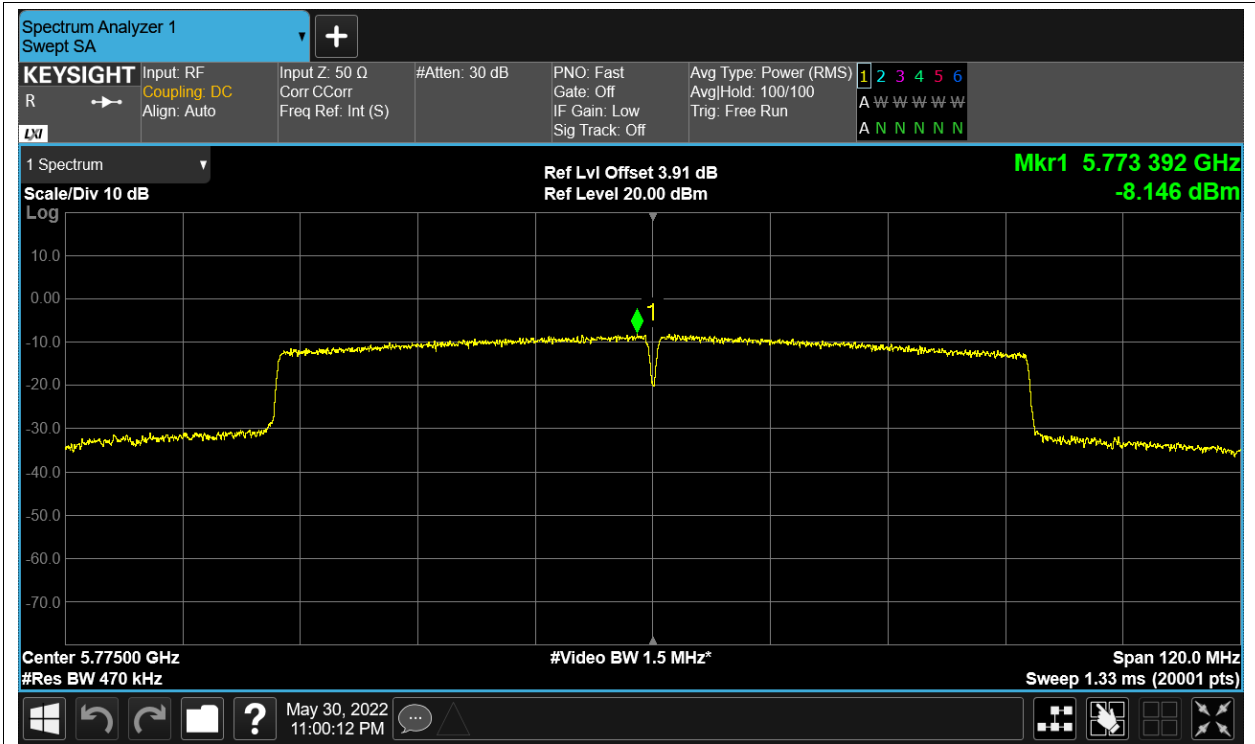 Spectrum Analyzer 1
Swept SA
KEYSIGHT
R
LXI
Input: RF
Coupling: DC
Align: Auto
Input Z: 50 Ω
Corr CCorr
Freq Ref: Int (S)
#Atten: 30 dB
PNO: Fast
Gate: Off
IF Gain: Low
Sig Track: Off
Avg Type: Power (RMS)
Avg|Hold: 100/100
Trig: Free Run
1 2 3 4 5 6
A W W W W W
A N N N N N
1 Spectrum
Scale/Div 10 dB
Log
Ref Lvl Offset 3.91 dB
Ref Level 20.00 dBm
Mkr1 5.773 392 GHz
-8.146 dBm
10.0
0.00
1
-10.0
-20.0
-30.0
-40.0
-50.0
-60.0
-70.0
Center 5.77500 GHz
#Res BW 470 kHz
#Video BW 1.5 MHz*
Span 120.0 MHz
Sweep 1.33 ms (20001 pts)
?
May 30, 2022
11:00:12 PM